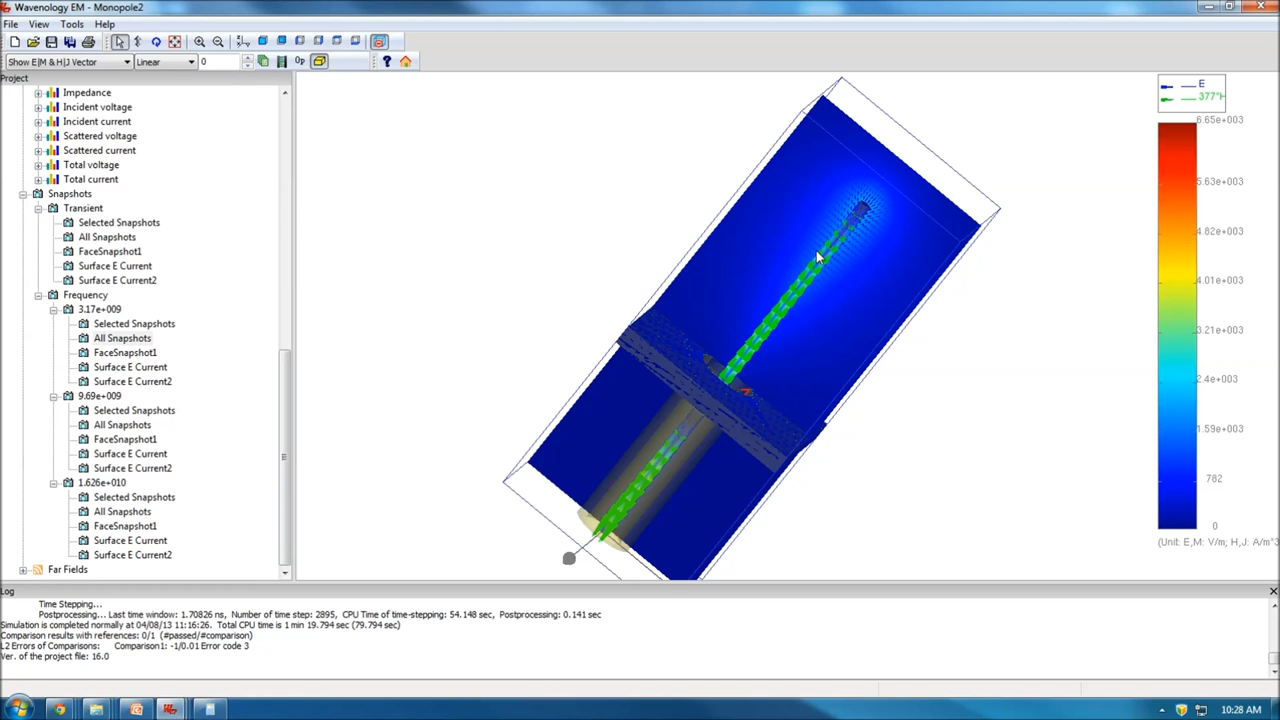 Wavenology EM - Monopole2
File View Tools Help
Show E|M & H|J Vector Linear 0
Project
Impedance
Incident voltage
Incident current
Scattered voltage
Scattered current
Total voltage
Total current
Snapshots
Transient
Selected Snapshots
All Snapshots
FaceSnapshot1
Surface E Current
Surface E Current2
Frequency
3.17e+009
Selected Snapshots
All Snapshots
FaceSnapshot1
Surface E Current
Surface E Current2
9.69e+009
Selected Snapshots
All Snapshots
FaceSnapshot1
Surface E Current
Surface E Current2
1.626e+010
Selected Snapshots
All Snapshots
FaceSnapshot1
Surface E Current
Surface E Current2
Far Fields
E
377*H
6.65e+003
5.63e+003
4.82e+003
4.01e+003
3.21e+003
2.4e+003
1.59e+003
782
0
(Unit: E,M: V/m; H,J: A/m*3
Log
Time Stepping...
Postprocessing... Last time window: 1.70826 ns, Number of time step: 2895, CPU Time of time-stepping: 54.148 sec, Postprocessing: 0.141 sec
Simulation is completed normally at 04/08/13 11:16:26. Total CPU time is 1 min 19.794 sec (79.794 sec)
Comparison results with references: 0/1 (#passed/#comparison)
L2 Errors of Comparisons: Comparison1: -1/0.01 Error code 3
Ver. of the project file: 16.0
10:28 AM